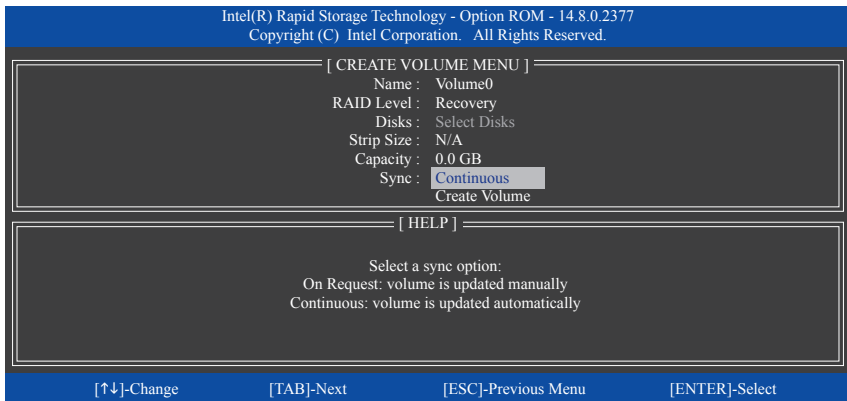 Intel(R) Rapid Storage Technology - Option ROM - 14.8.0.2377
Copyright (C) Intel Corporation. All Rights Reserved.
[ CREATE VOLUME MENU ]
Name : Volume0
RAID Level : Recovery
Disks : Select Disks
Strip Size : N/A
Capacity : 0.0 GB
Sync : Continuous
Create Volume
[ HELP ]
Select a sync option:
On Request: volume is updated manually
Continuous: volume is updated automatically
[↑↓]-Change [TAB]-Next [ESC]-Previous Menu [ENTER]-Select